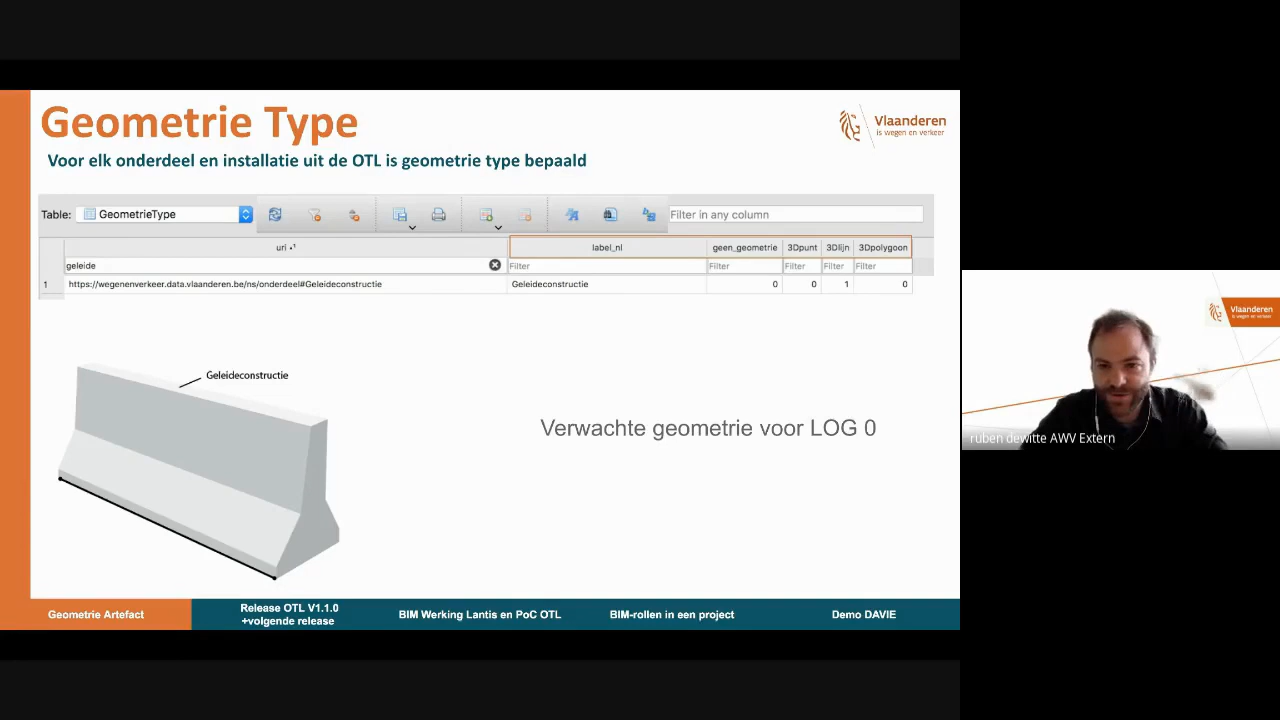 Geometrie Type
Vlaanderen
is wegen en verkeer
Voor elk onderdeel en installatie uit de OTL is geometrie type bepaald
Table: GeometrieType Filter in any column
uri ▴1 label_nl geen_geometrie 3Dpunt 3Dlijn 3Dpolygoon
geleide Filter Filter Filter Filter Filter
1 https://wegenenverkeer.data.vlaanderen.be/ns/onderdeel#Geleideconstructie Geleideconstructie 0 0 1 0
Geleideconstructie
Verwachte geometrie voor LOG 0
Vlaanderen
is wegen en verkeer
ruben dewitte AWV Extern
Geometrie Artefact
Release OTL V1.1.0
+volgende release
BIM Werking Lantis en PoC OTL
BIM-rollen in een project
Demo DAVIE